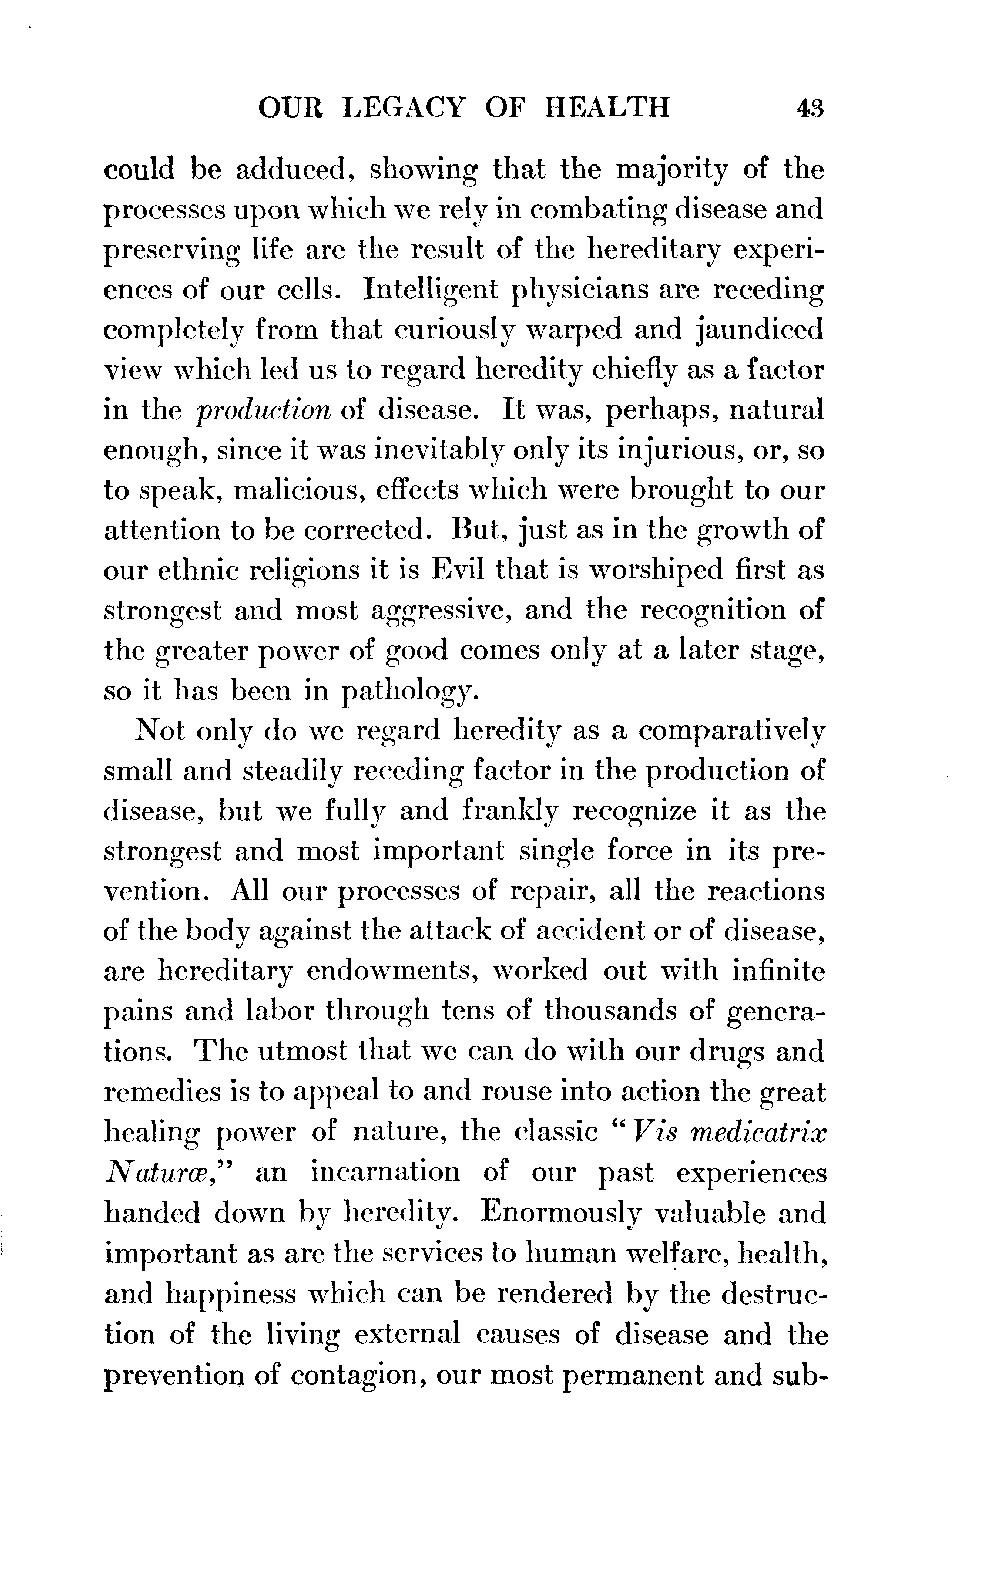 OUR LEGACY OF HEALTH 43
could be adduced, showing that the majority of the
processes upon which we rely in combating disease and
preserving life are the result of the hereditary experi-
ences of our cells. Intelligent physicians are receding
completely from that curiously warped and jaundiced
view which led us to regard heredity chiefly as a factor
in the production of disease. It was, perhaps, natural
enough, since it was inevitably only its injurious, or, so
to speak, malicious, effects which were brought to our
attention to be corrected. But, just as in the growth of
our ethnic religions it is Evil that is worshiped first as
strongest and most aggressive, and the recognition of
the greater power of good comes only at a later stage,
so it has been in pathology.
Not only do we regard heredity as a comparatively
small and steadily receding factor in the production of
disease, but we fully and frankly recognize it as the
strongest and most important single force in its pre-
vention. All our processes of repair, all the reactions
of the body against the attack of accident or of disease,
are hereditary endowments, worked out with infinite
pains and labor through tens of thousands of genera-
tions. The utmost that we can do with our drugs and
remedies is to appeal to and rouse into action the great
healing power of nature, the classic “Vis medicatrix
Naturæ,” an incarnation of our past experiences
handed down by heredity. Enormously valuable and
important as are the services to human welfare, health,
and happiness which can be rendered by the destruc-
tion of the living external causes of disease and the
prevention of contagion, our most permanent and sub-